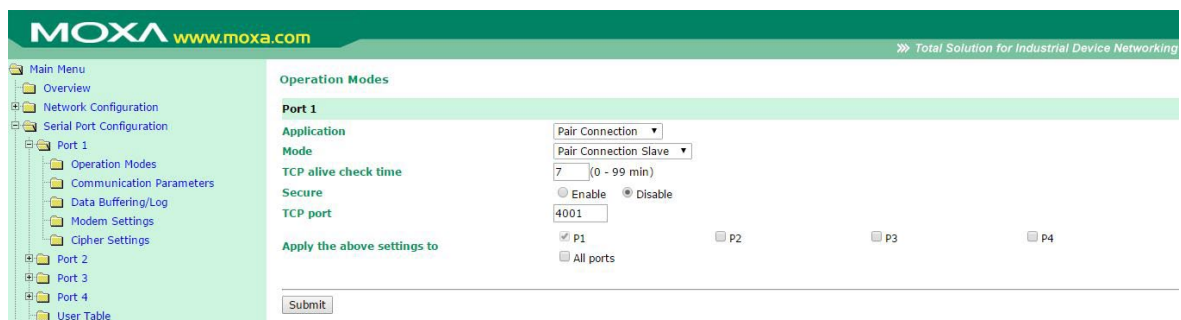 MOXA www.moxa.com
Total Solution for Industrial Device Networking
Main Menu
Overview
Network Configuration
Serial Port Configuration
Port 1
Operation Modes
Communication Parameters
Data Buffering/Log
Modem Settings
Cipher Settings
Port 2
Port 3
Port 4
User Table
Operation Modes
Port 1
Application Pair Connection
Mode Pair Connection Slave
TCP alive check time 7 (0 - 99 min)
Secure Enable Disable
TCP port 4001
Apply the above settings to P1 P2 P3 P4
All ports
Submit